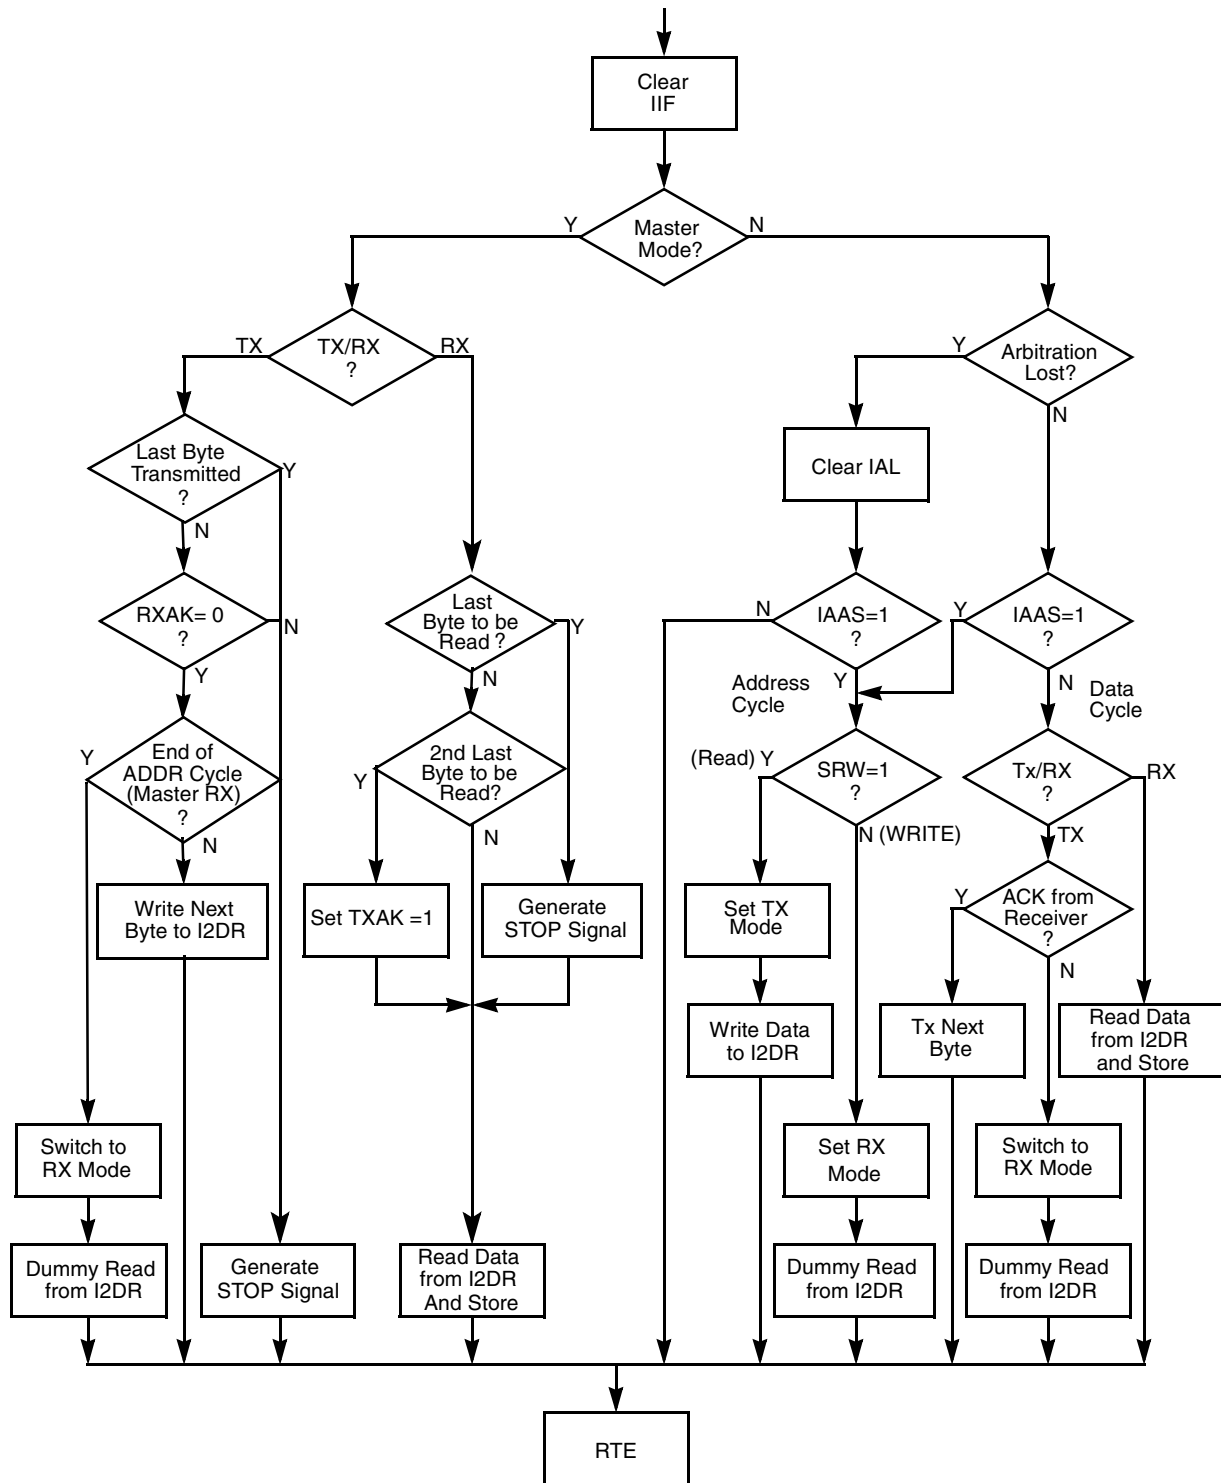 Clear
IIF
Y
Master
Mode?
N
TX
TX/RX
?
RX
Y
Arbitration
Lost?
N
Last Byte
Transmitted
?
Y
N
Clear IAL
RXAK= 0
?
N
Y
Last
Byte to be
Read ?
Y
N
N
IAAS=1
?
Y
Address
Cycle
Y
IAAS=1
?
N
Data
Cycle
Y
End of
ADDR Cycle
(Master RX)
?
N
2nd Last
Byte to be
Read?
Y
N
(Read) Y
SRW=1
?
N (WRITE)
Tx/RX
?
RX
TX
Write Next
Byte to I2DR
Set TXAK =1
Generate
STOP Signal
Set TX
Mode
Y
ACK from
Receiver
?
N
Write Data
to I2DR
Tx Next
Byte
Read Data
from I2DR
and Store
Switch to
RX Mode
Set RX
Mode
Switch to
RX Mode
Dummy Read
from I2DR
Generate
STOP Signal
Read Data
from I2DR
And Store
Dummy Read
from I2DR
Dummy Read
from I2DR
RTE